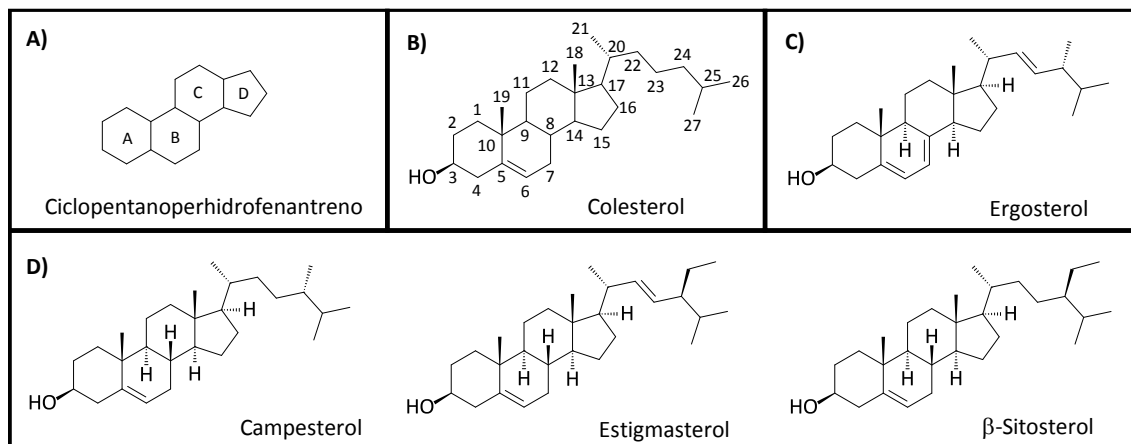 A)
A
B
C
D
Ciclopentanoperhidrofenantreno
B)
21
20
18
12
22
24
11
13
17
23
25
26
19
16
1
27
2
9
8
14
15
10
HO
3
5
7
4
6
Colesterol
C)
H
H
H
HO
Ergosterol
D)
H
H
H
H
HO
Campesterol
H
H
H
H
HO
Estigmasterol
H
H
H
H
HO
β-Sitosterol